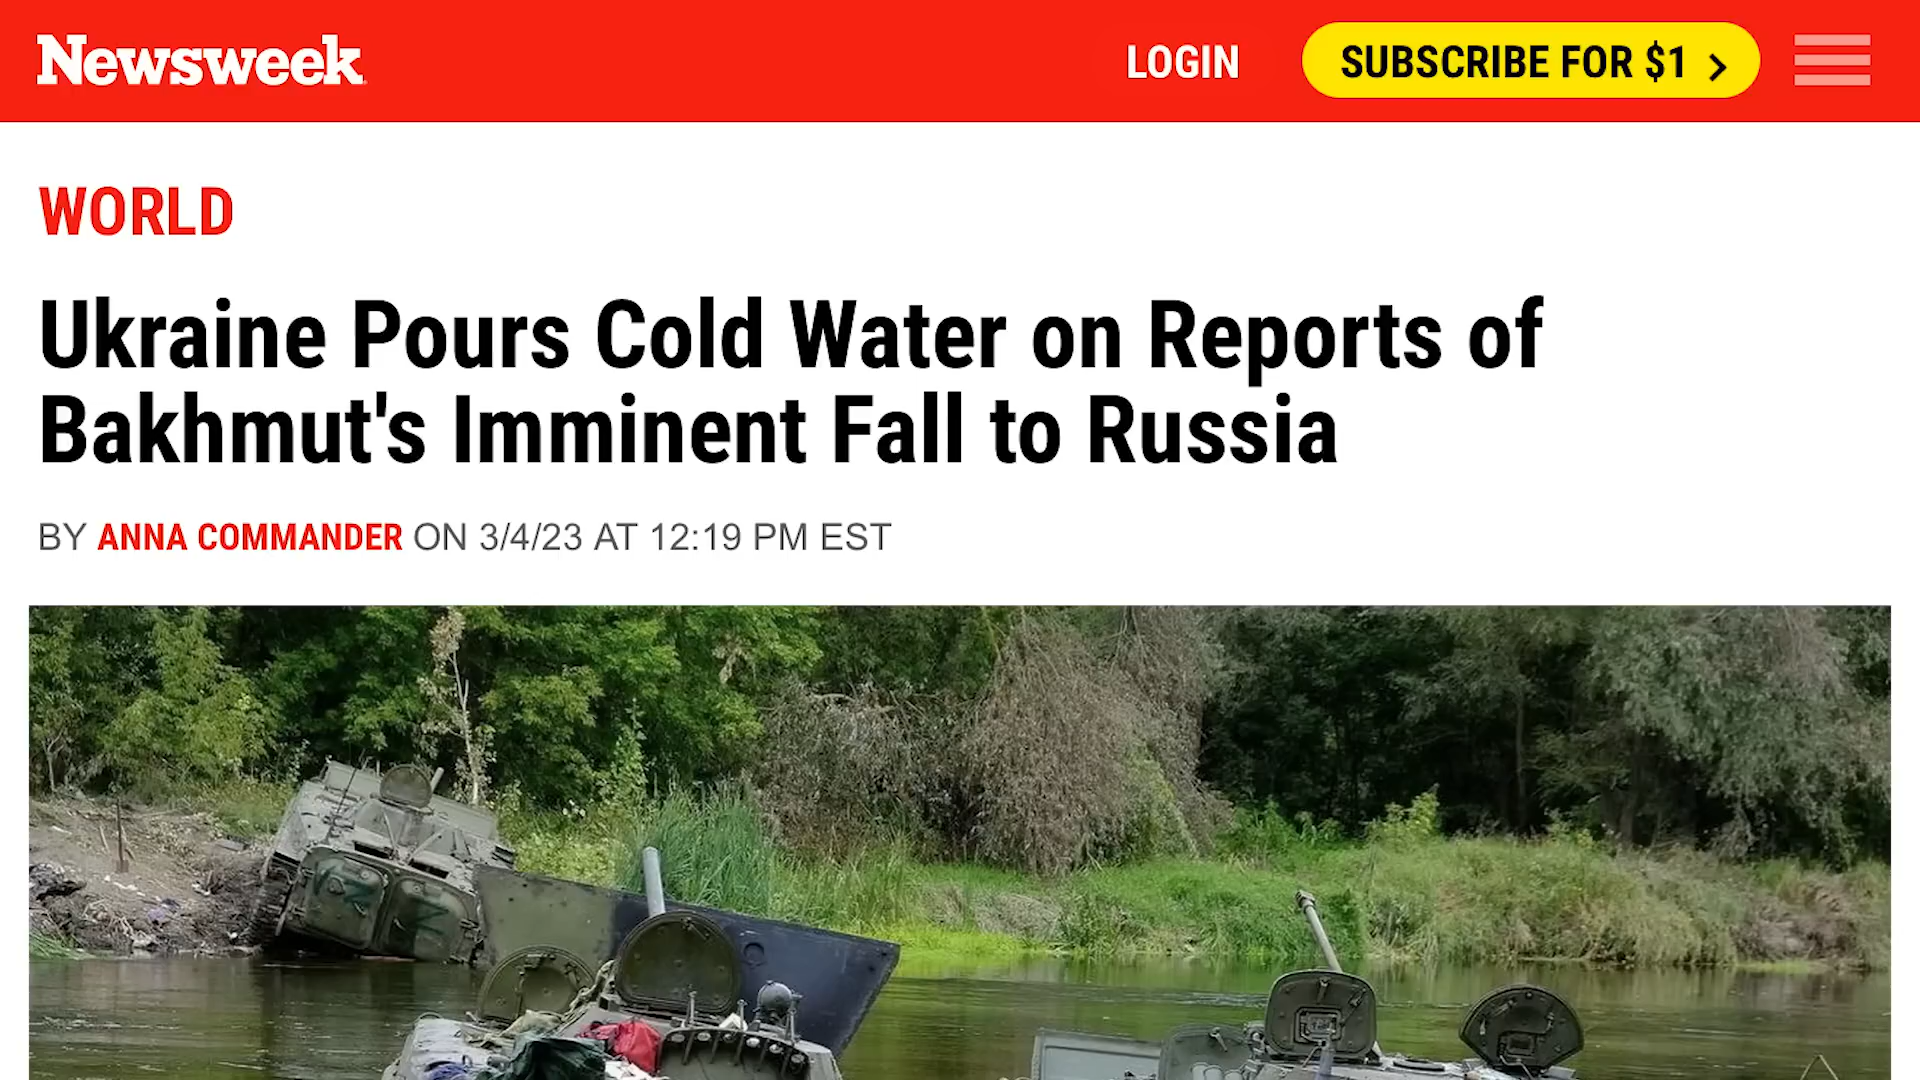 Newsweek
LOGIN
SUBSCRIBE FOR $1
WORLD
Ukraine Pours Cold Water on Reports of
Bakhmut's Imminent Fall to Russia
BY ANNA COMMANDER ON 3/4/23 AT 12:19 PM EST